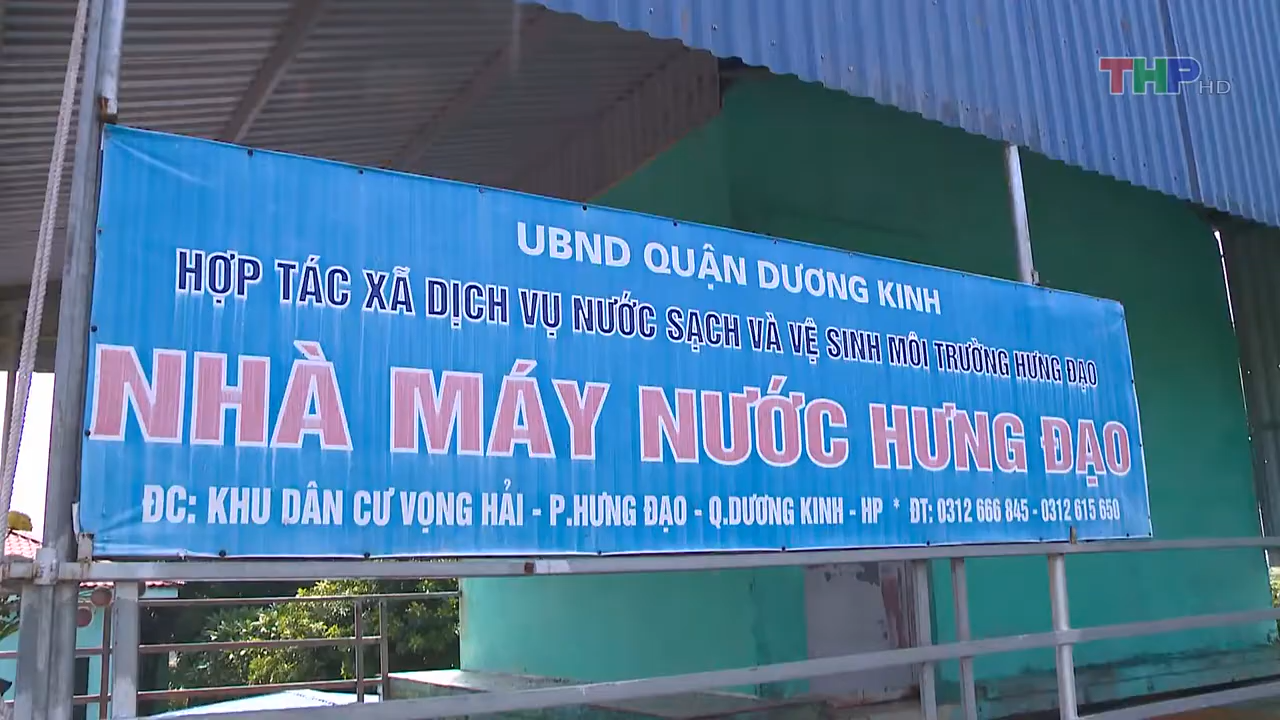 THP HD
UBND QUẬN DƯƠNG KINH
HỢP TÁC XÃ DỊCH VỤ NƯỚC SẠCH VÀ VỆ SINH MÔI TRƯỜNG HƯNG ĐẠO
NHÀ MÁY NƯỚC HƯNG ĐẠO
ĐC: KHU DÂN CƯ VỌNG HẢI - P.HƯNG ĐẠO - Q.DƯƠNG KINH - HP * ĐT: 0312 666 845 - 0312 615 650